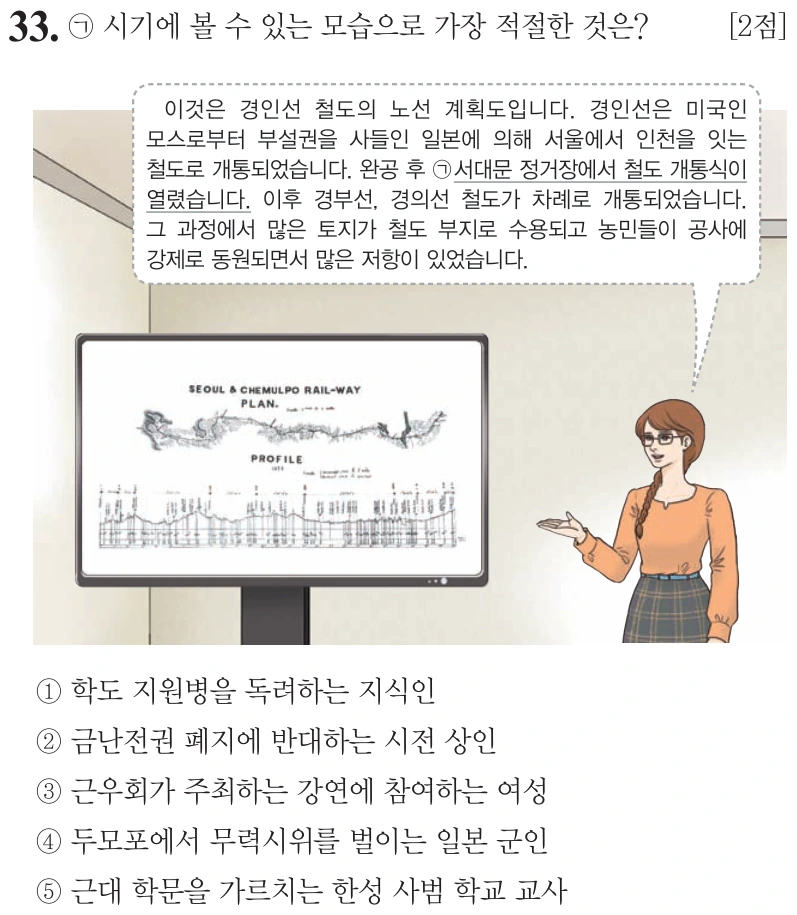 33. ㉠ 시기에 볼 수 있는 모습으로 가장 적절한 것은? [2점]
이것은 경인선 철도의 노선 계획도입니다. 경인선은 미국인
모스로부터 부설권을 사들인 일본에 의해 서울에서 인천을 잇는
철도로 개통되었습니다. 완공 후 ㉠서대문 정거장에서 철도 개통식이
열렸습니다. 이후 경부선, 경의선 철도가 차례로 개통되었습니다.
그 과정에서 많은 토지가 철도 부지로 수용되고 농민들이 공사에
강제로 동원되면서 많은 저항이 있었습니다.
SEOUL & CHEMULPO RAIL-WAY
PLAN.
PROFILE
① 학도 지원병을 독려하는 지식인
② 금난전권 폐지에 반대하는 시전 상인
③ 근우회가 주최하는 강연에 참여하는 여성
④ 두모포에서 무력시위를 벌이는 일본 군인
⑤ 근대 학문을 가르치는 한성 사범 학교 교사